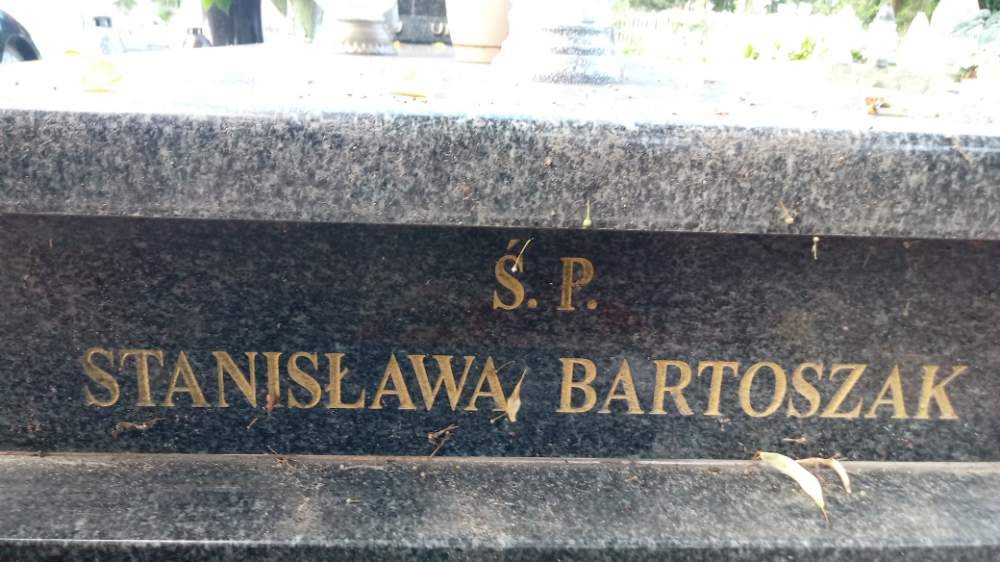 Ś. P.
STANISŁAWA BARTOSZAK